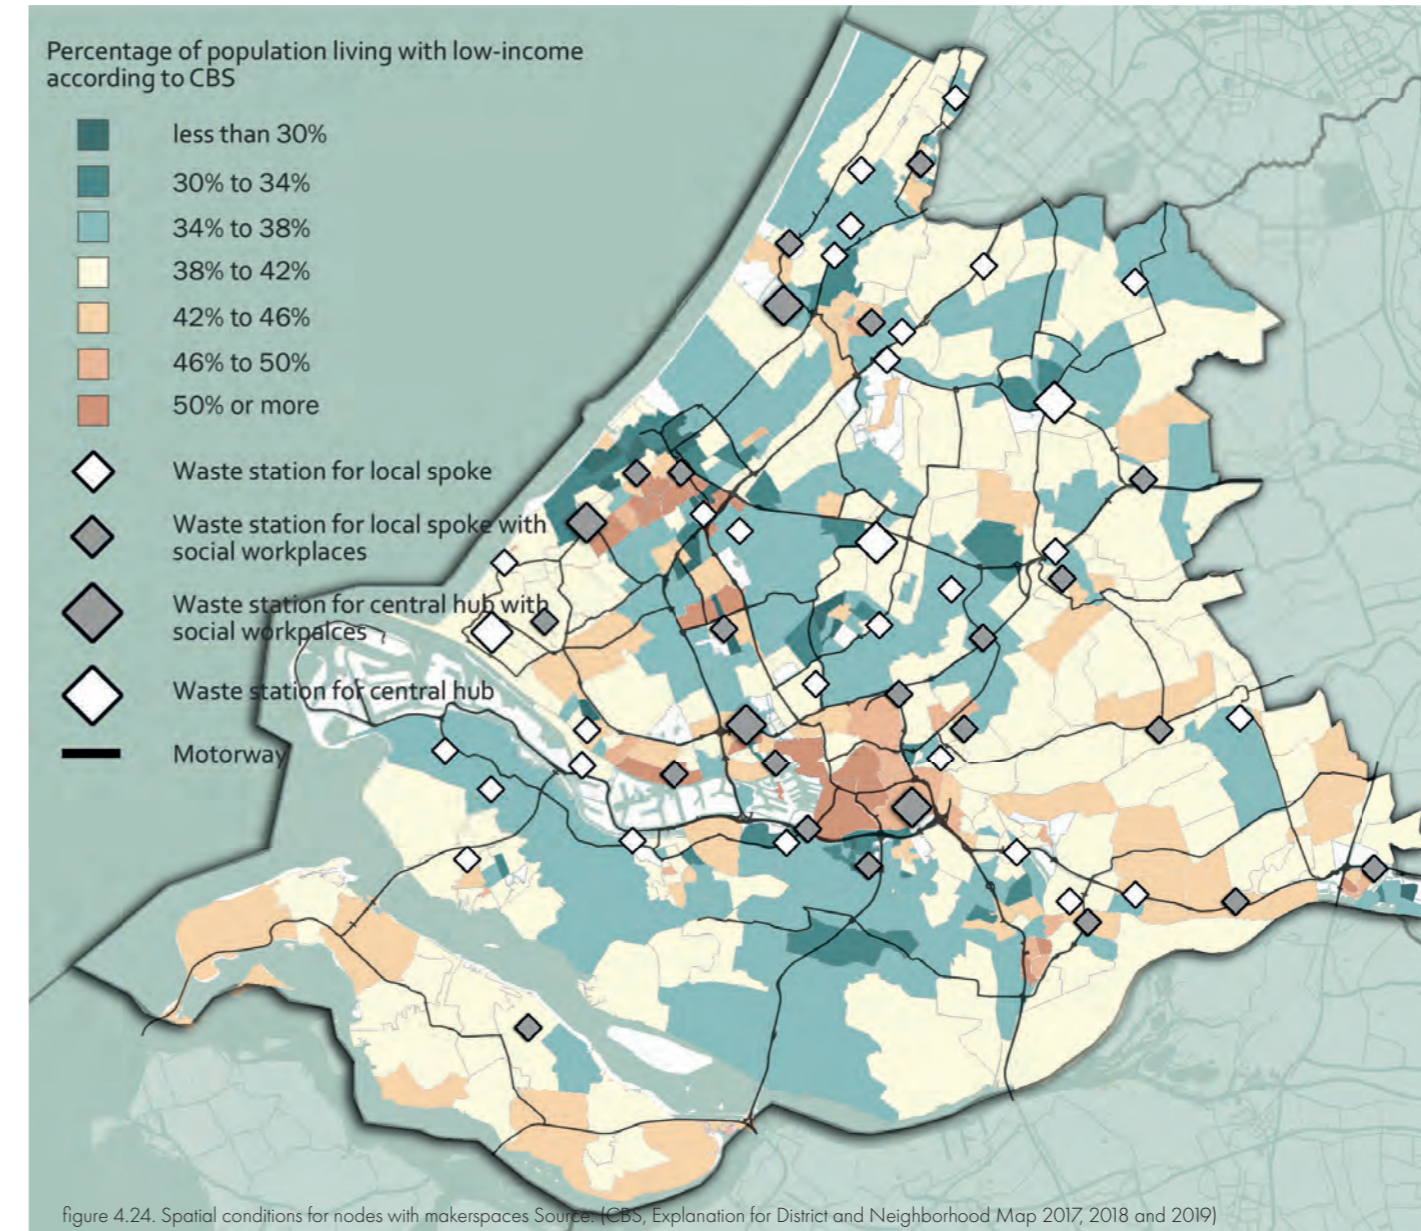 Percentage of population living with low-income
according to CBS
less than 30%
30% to 34%
34% to 38%
38% to 42%
42% to 46%
46% to 50%
50% or more
Waste station for local spoke
Waste station for local spoke with
social workplaces
Waste station for central hub with
social workpalces
Waste station for central hub
Motorway
figure 4.24. Spatial conditions for nodes with makerspaces Source: (CBS, Explanation for District and Neighborhood Map 2017, 2018 and 2019)